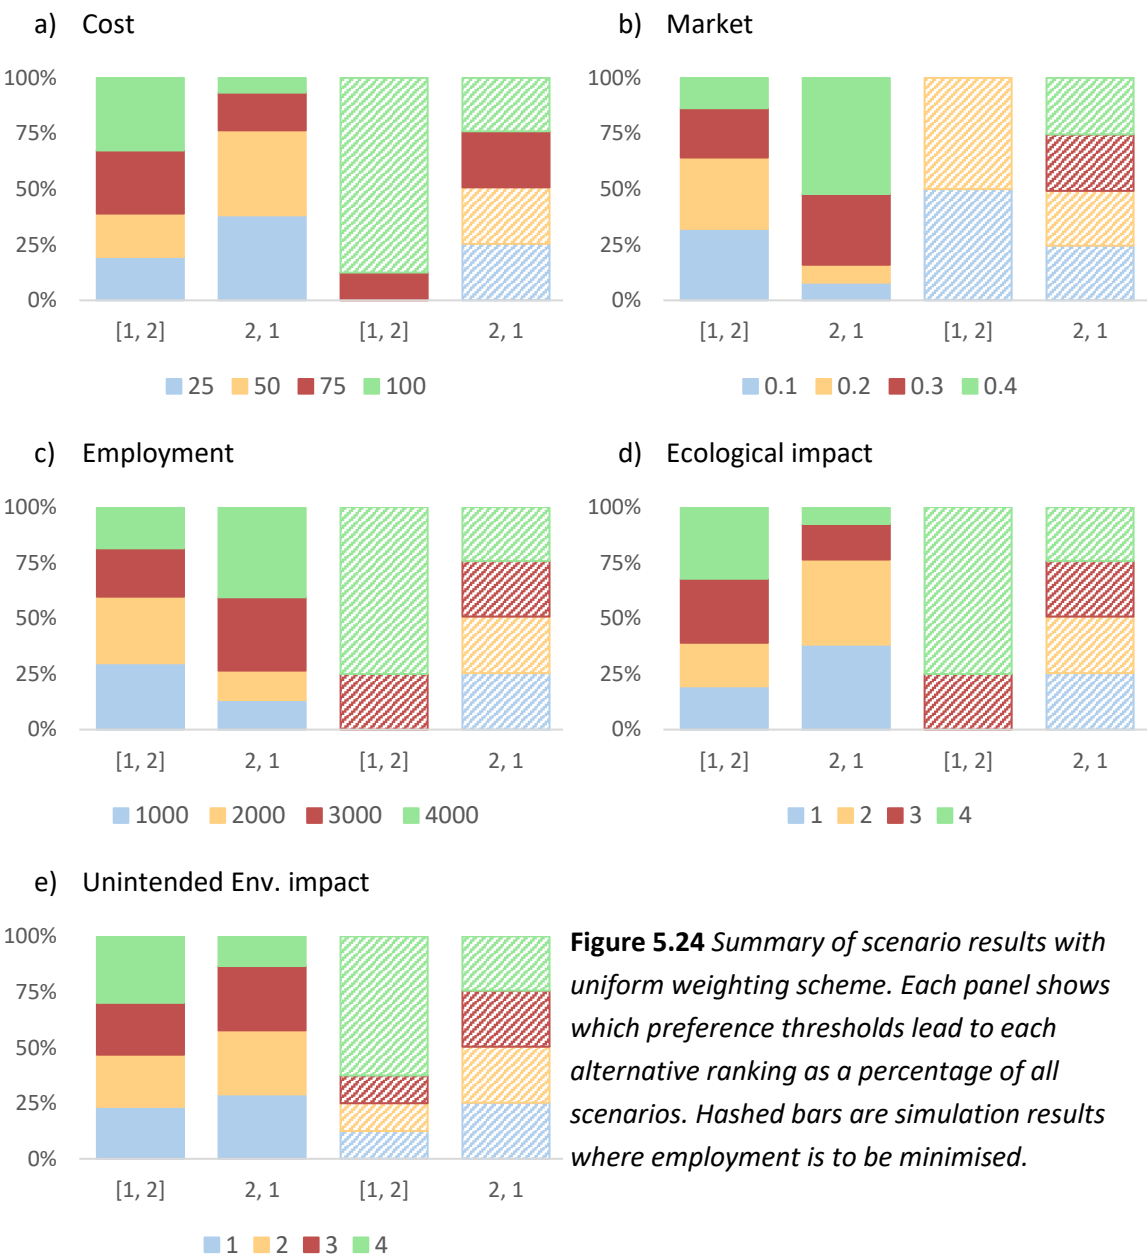 a) Cost
100%
75%
50%
25%
0%
[1, 2] 2, 1 [1, 2] 2, 1
25 50 75 100
b) Market
100%
75%
50%
25%
0%
[1, 2] 2, 1 [1, 2] 2, 1
0.1 0.2 0.3 0.4
c) Employment
100%
75%
50%
25%
0%
[1, 2] 2, 1 [1, 2] 2, 1
1000 2000 3000 4000
d) Ecological impact
100%
75%
50%
25%
0%
[1, 2] 2, 1 [1, 2] 2, 1
1 2 3 4
e) Unintended Env. impact
100%
75%
50%
25%
0%
[1, 2] 2, 1 [1, 2] 2, 1
1 2 3 4
Figure 5.24 Summary of scenario results with
uniform weighting scheme. Each panel shows
which preference thresholds lead to each
alternative ranking as a percentage of all
scenarios. Hashed bars are simulation results
where employment is to be minimised.